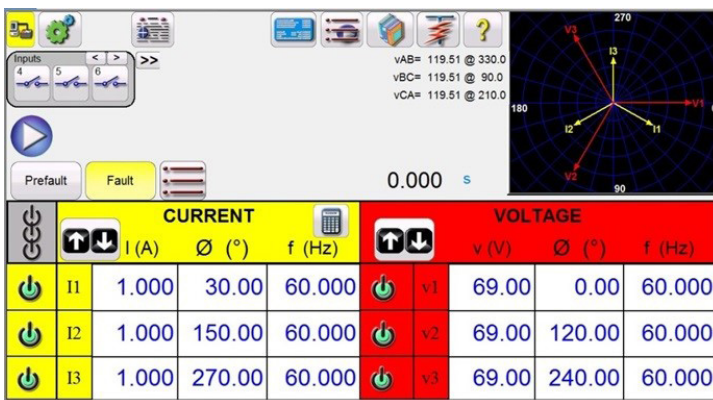 270
V3
Inputs < > >>
I3
vAB= 119.51 @ 330.0
4 5 6
vBC= 119.51 @ 90.0
vCA= 119.51 @ 210.0
180
V1
I2 I1
Prefault Fault 0.000 s
V2
90
CURRENT VOLTAGE
I (A) Ø (°) f (Hz) v (V) Ø (°) f (Hz)
I1 1.000 30.00 60.000 v1 69.00 0.00 60.000
I2 1.000 150.00 60.000 v2 69.00 120.00 60.000
I3 1.000 270.00 60.000 v3 69.00 240.00 60.000